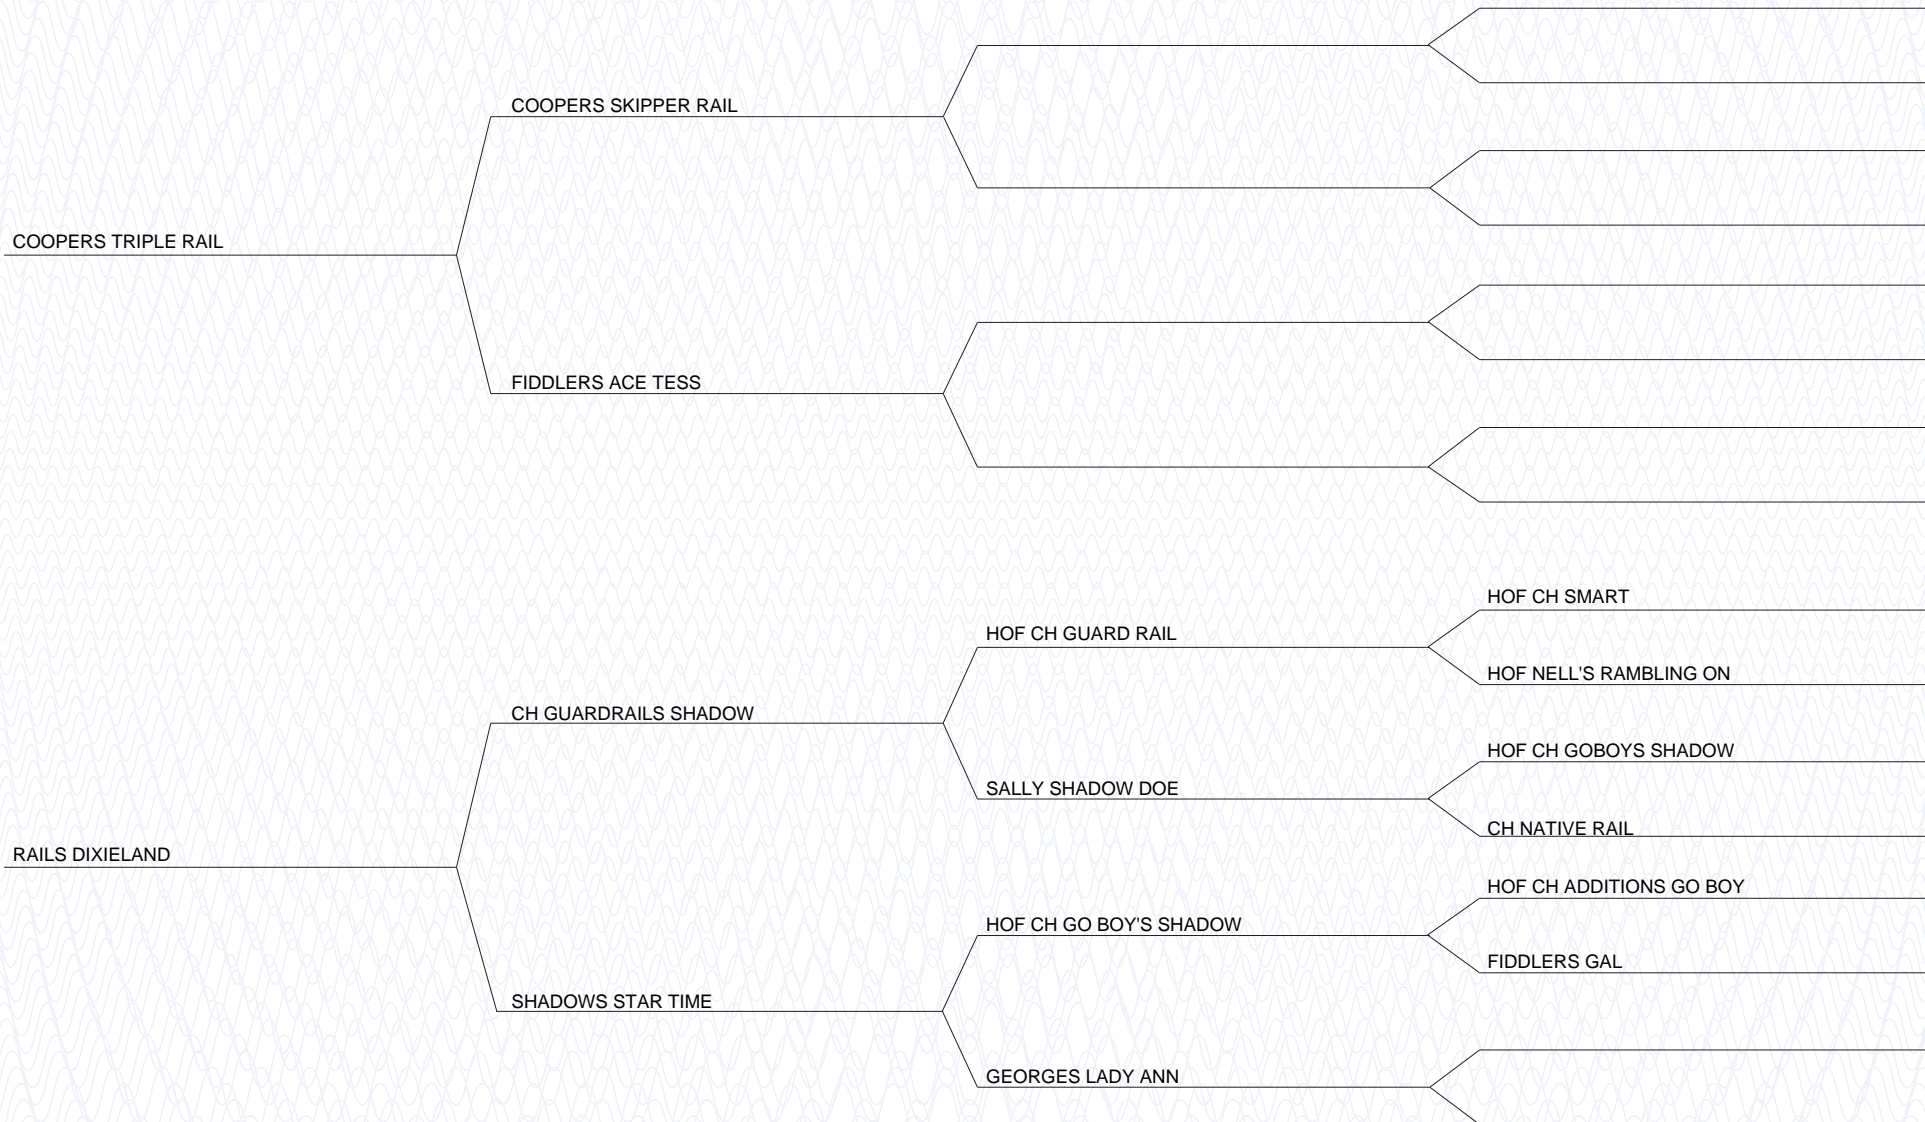 COOPERS TRIPLE RAIL
COOPERS SKIPPER RAIL
FIDDLERS ACE TESS
RAILS DIXIELAND
CH GUARDRAILS SHADOW
HOF CH GUARD RAIL
HOF CH SMART
HOF NELL'S RAMBLING ON
SALLY SHADOW DOE
HOF CH GOBOYS SHADOW
CH NATIVE RAIL
SHADOWS STAR TIME
HOF CH GO BOY'S SHADOW
HOF CH ADDITIONS GO BOY
FIDDLERS GAL
GEORGES LADY ANN